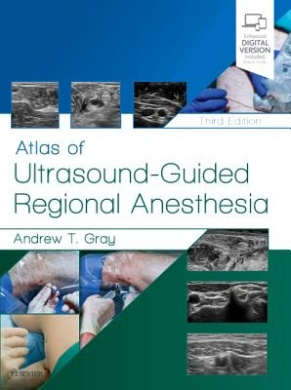 Enhanced
DIGITAL
VERSION
Included
Third Edition
Atlas of
Ultrasound-Guided
Regional Anesthesia
Andrew T. Gray
ELSEVIER